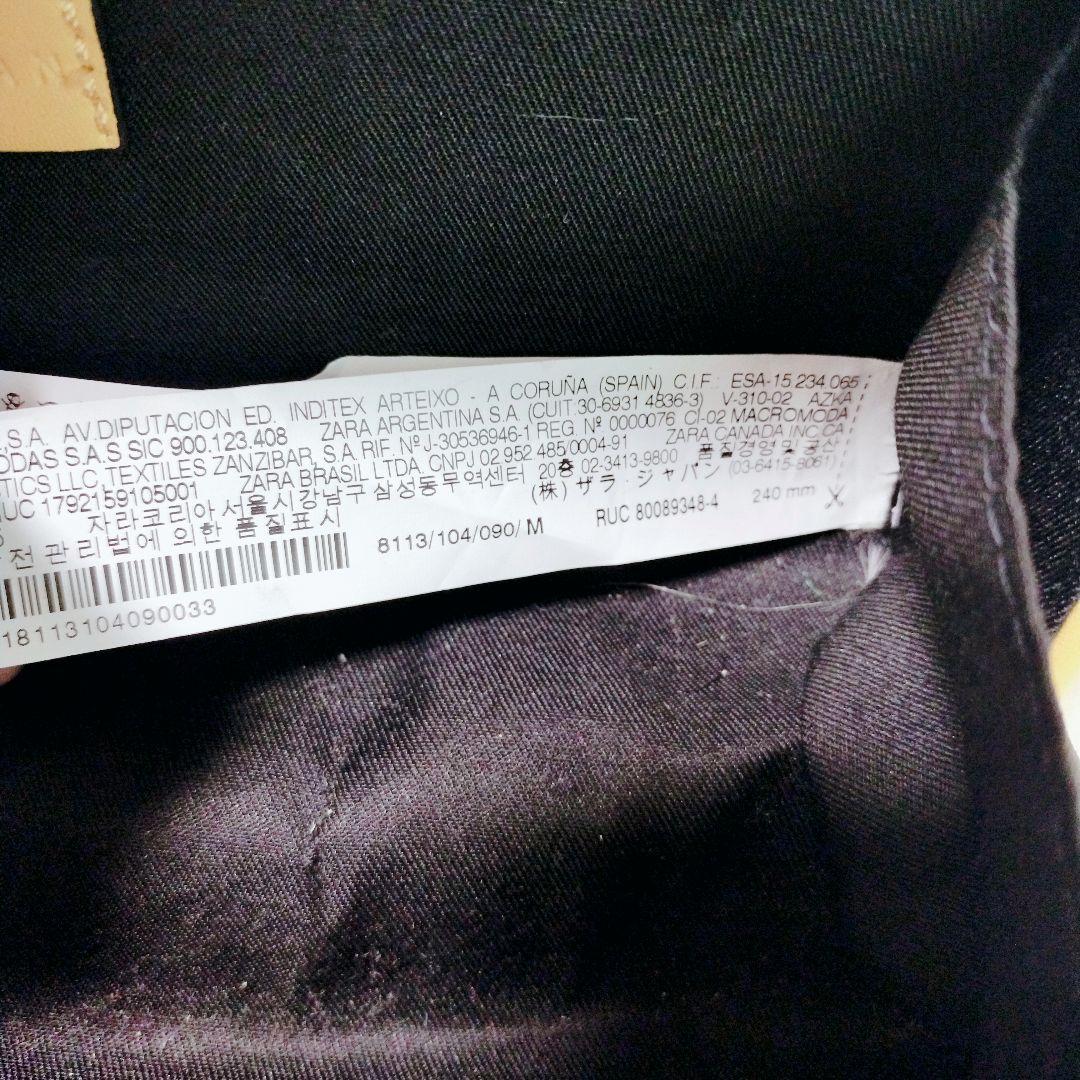 S.A. AV.DIPUTACION ED. INDITEX ARTEIXO - A CORUÑA (SPAIN) C.I.F.: ESA-15.234.065
ODAS S.A.S SIC 900.123.408 ZARA ARGENTINA S.A. (CUIT 30-6931 4836-3) V-310-02 AZKA
TICS LLC, TEXTILES ZANZIBAR, S.A. RIF. Nº J-30536946-1 REG. Nº 0000076 CI-02 MACROMODA
RUC 1792159105001 ZARA BRASIL LTDA. CNPJ 02 952 485.0004-91 ZARA CANADA INC CA
자라코리아 서울시 강남구 삼성동 무역센터 20층 02-3413-9800
전관리법에 의한 품질표시 (株) ザラ・ジャパン (03-6415-8061)
8113/104/090/ M RUC 80089348-4 240 mm
18113104090033